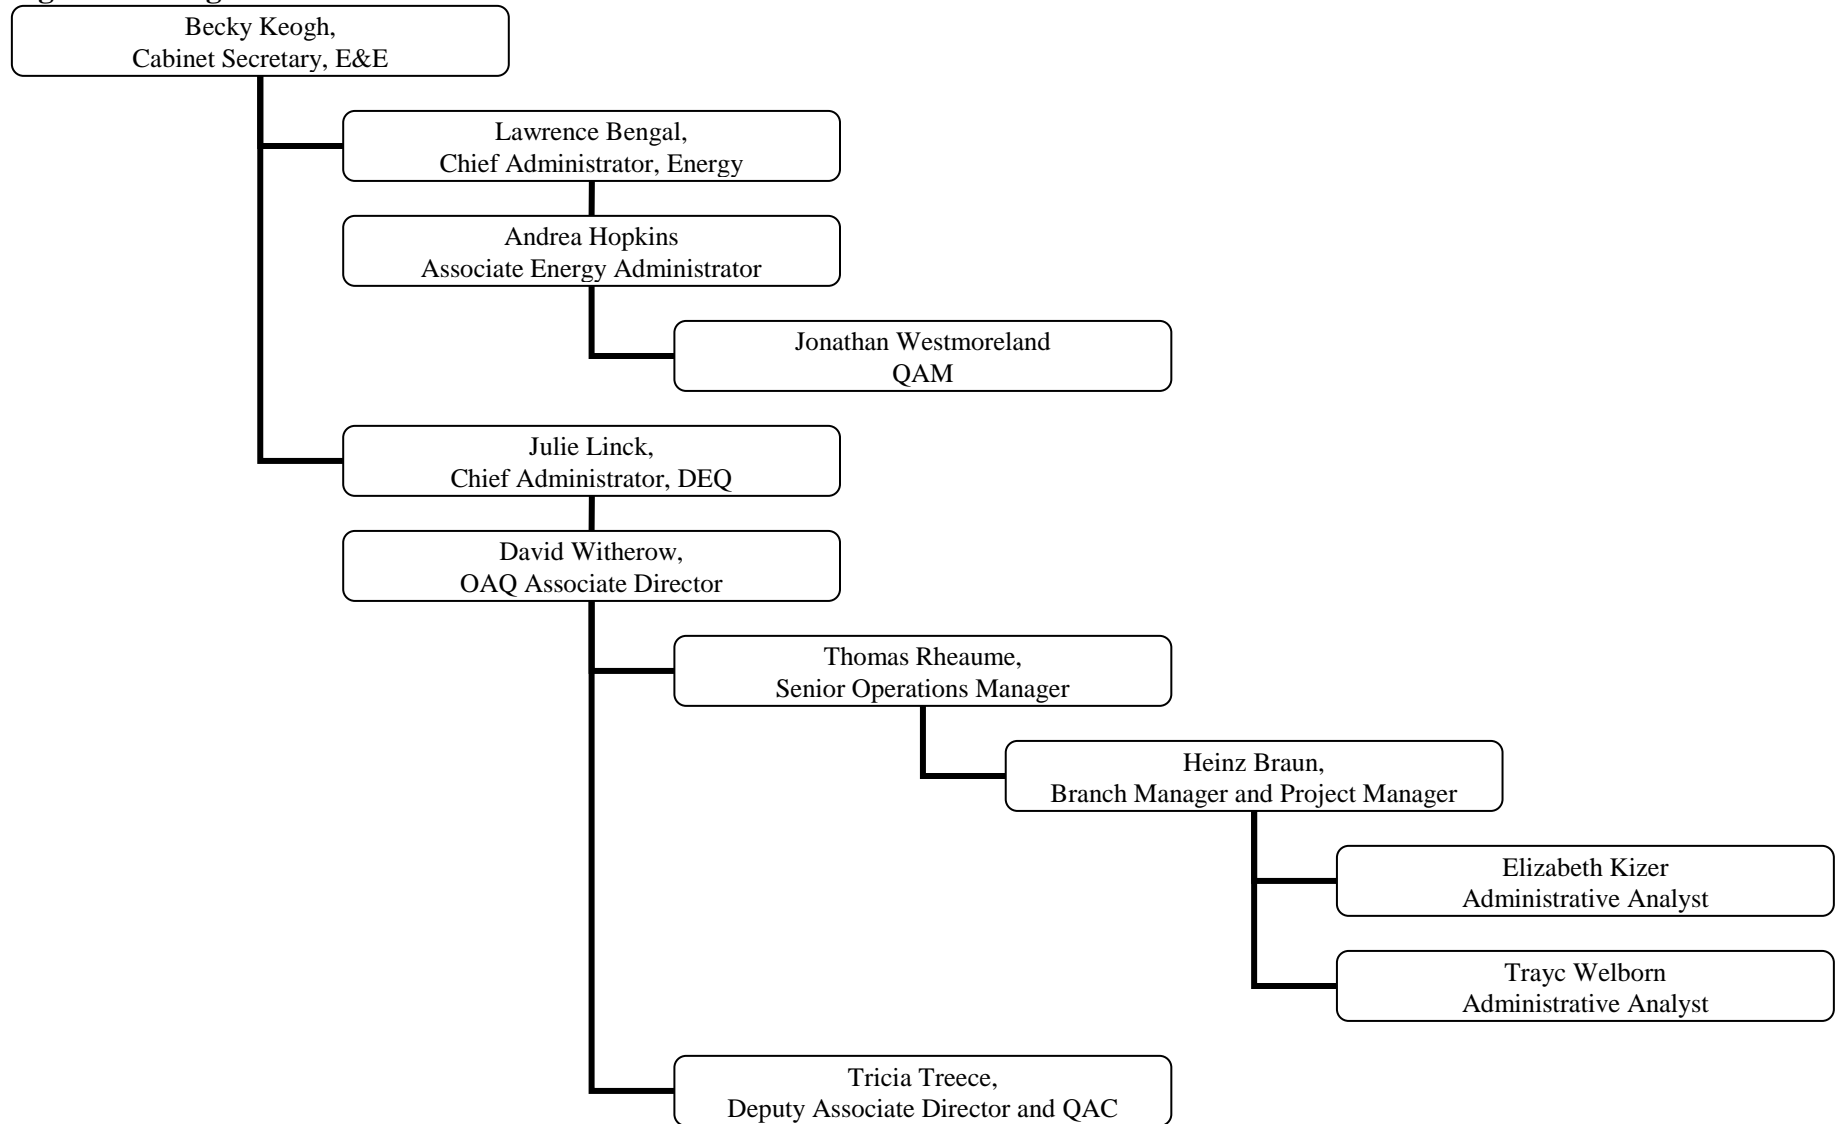 Becky Keogh,
Cabinet Secretary, E&E
Lawrence Bengal,
Chief Administrator, Energy
Andrea Hopkins
Associate Energy Administrator
Jonathan Westmoreland
QAM
Julie Linck,
Chief Administrator, DEQ
David Witherow,
OAQ Associate Director
Thomas Rheaume,
Senior Operations Manager
Heinz Braun,
Branch Manager and Project Manager
Elizabeth Kizer
Administrative Analyst
Trayc Welborn
Administrative Analyst
Tricia Treece,
Deputy Associate Director and QAC